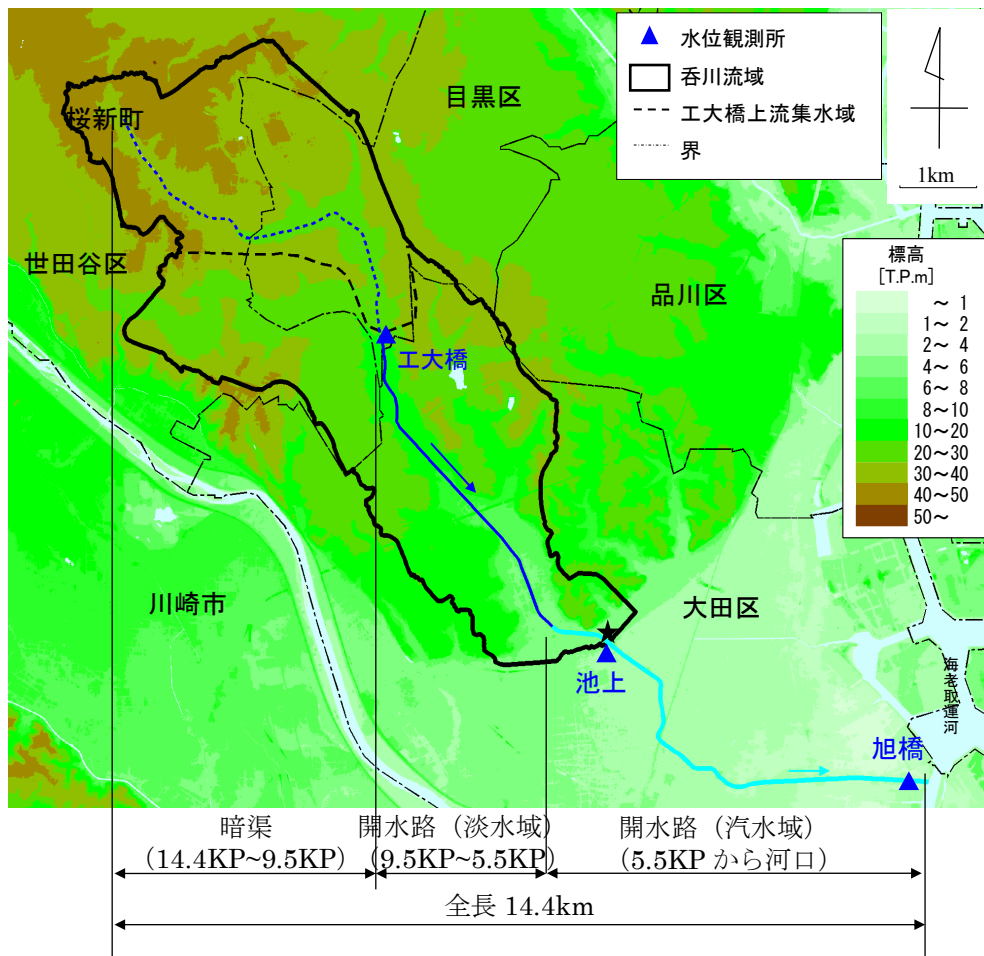 水位観測所
呑川流域
工大橋上流集水域
界
1km
目黒区
桜新町
世田谷区
品川区
標高
[T.P.m]
～ 1
1～ 2
2～ 4
4～ 6
6～ 8
8～10
10～20
20～30
30～40
40～50
50～
工大橋
川崎市
大田区
池上
海老取運河
旭橋
暗渠
（14.4KP~9.5KP）
開水路（淡水域）
（9.5KP~5.5KP）
開水路（汽水域）
（5.5KP から河口）
全長 14.4km